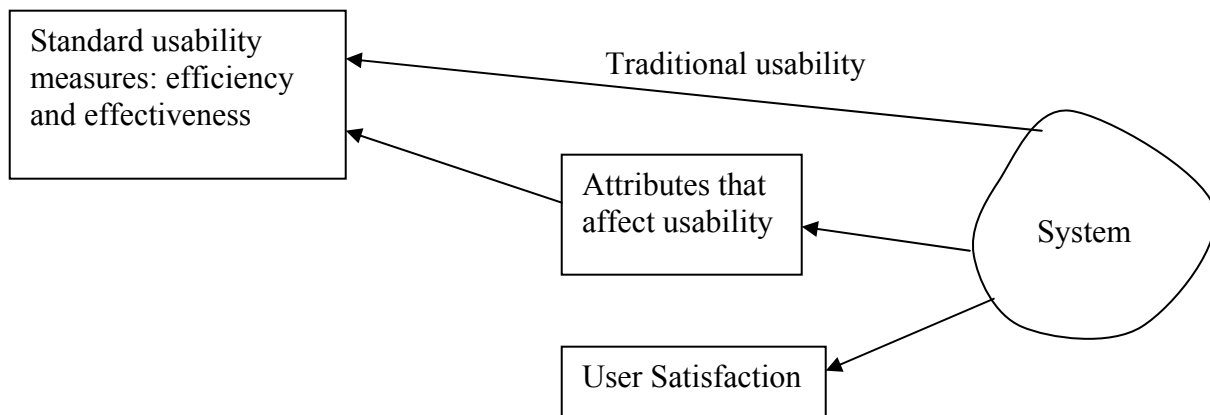 Standard usability
measures: efficiency
and effectiveness
Traditional usability
Attributes that
affect usability
System
User Satisfaction